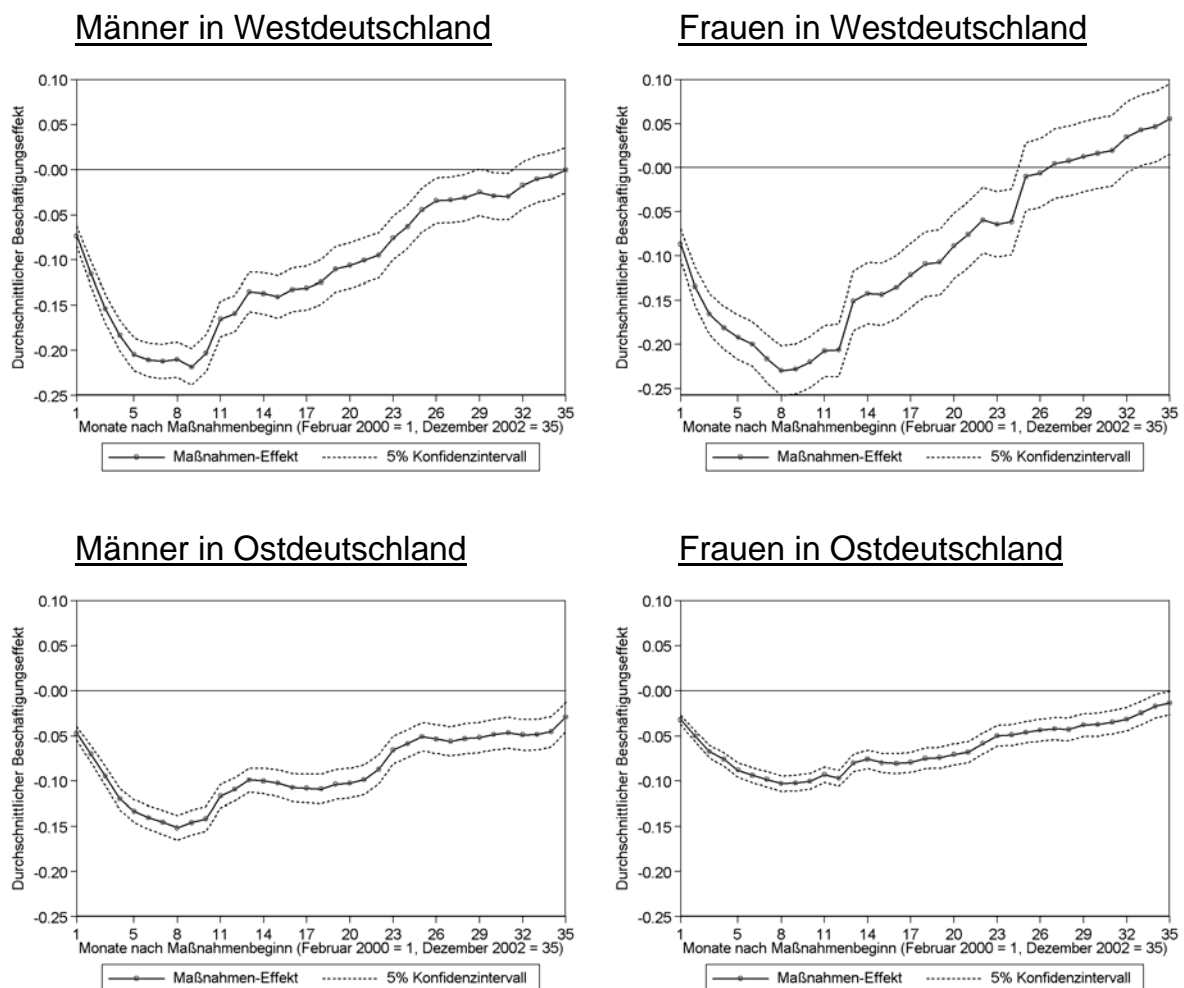 Männer in Westdeutschland
Durchschnittlicher Beschäftigungseffekt
0.10
0.05
-0.00
-0.05
-0.10
-0.15
-0.20
-0.25
1 5 8 11 14 17 20 23 26 29 32 35
Monate nach Maßnahmenbeginn (Februar 2000 = 1, Dezember 2002 = 35)
Maßnahmen-Effekt 5% Konfidenzintervall
Frauen in Westdeutschland
Durchschnittlicher Beschäftigungseffekt
0.10
0.05
-0.00
-0.05
-0.10
-0.15
-0.20
-0.25
1 5 8 11 14 17 20 23 26 29 32 35
Monate nach Maßnahmenbeginn (Februar 2000 = 1, Dezember 2002 = 35)
Maßnahmen-Effekt 5% Konfidenzintervall
Männer in Ostdeutschland
Durchschnittlicher Beschäftigungseffekt
0.10
0.05
-0.00
-0.05
-0.10
-0.15
-0.20
-0.25
1 5 8 11 14 17 20 23 26 29 32 35
Monate nach Maßnahmenbeginn (Februar 2000 = 1, Dezember 2002 = 35)
Maßnahmen-Effekt 5% Konfidenzintervall
Frauen in Ostdeutschland
Durchschnittlicher Beschäftigungseffekt
0.10
0.05
-0.00
-0.05
-0.10
-0.15
-0.20
-0.25
1 5 8 11 14 17 20 23 26 29 32 35
Monate nach Maßnahmenbeginn (Februar 2000 = 1, Dezember 2002 = 35)
Maßnahmen-Effekt 5% Konfidenzintervall